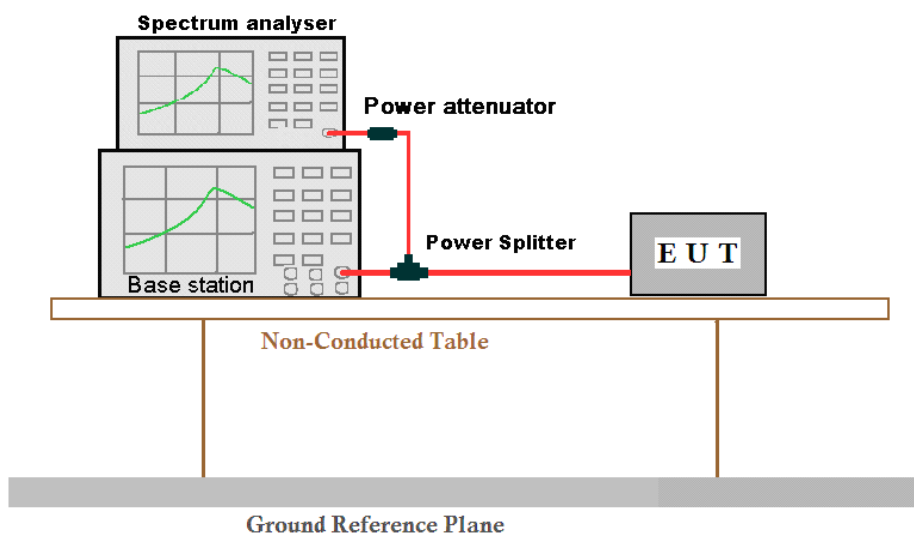 Spectrum analyser
Power attenuator
Power Splitter
E U T
Base station
Non-Conducted Table
Ground Reference Plane